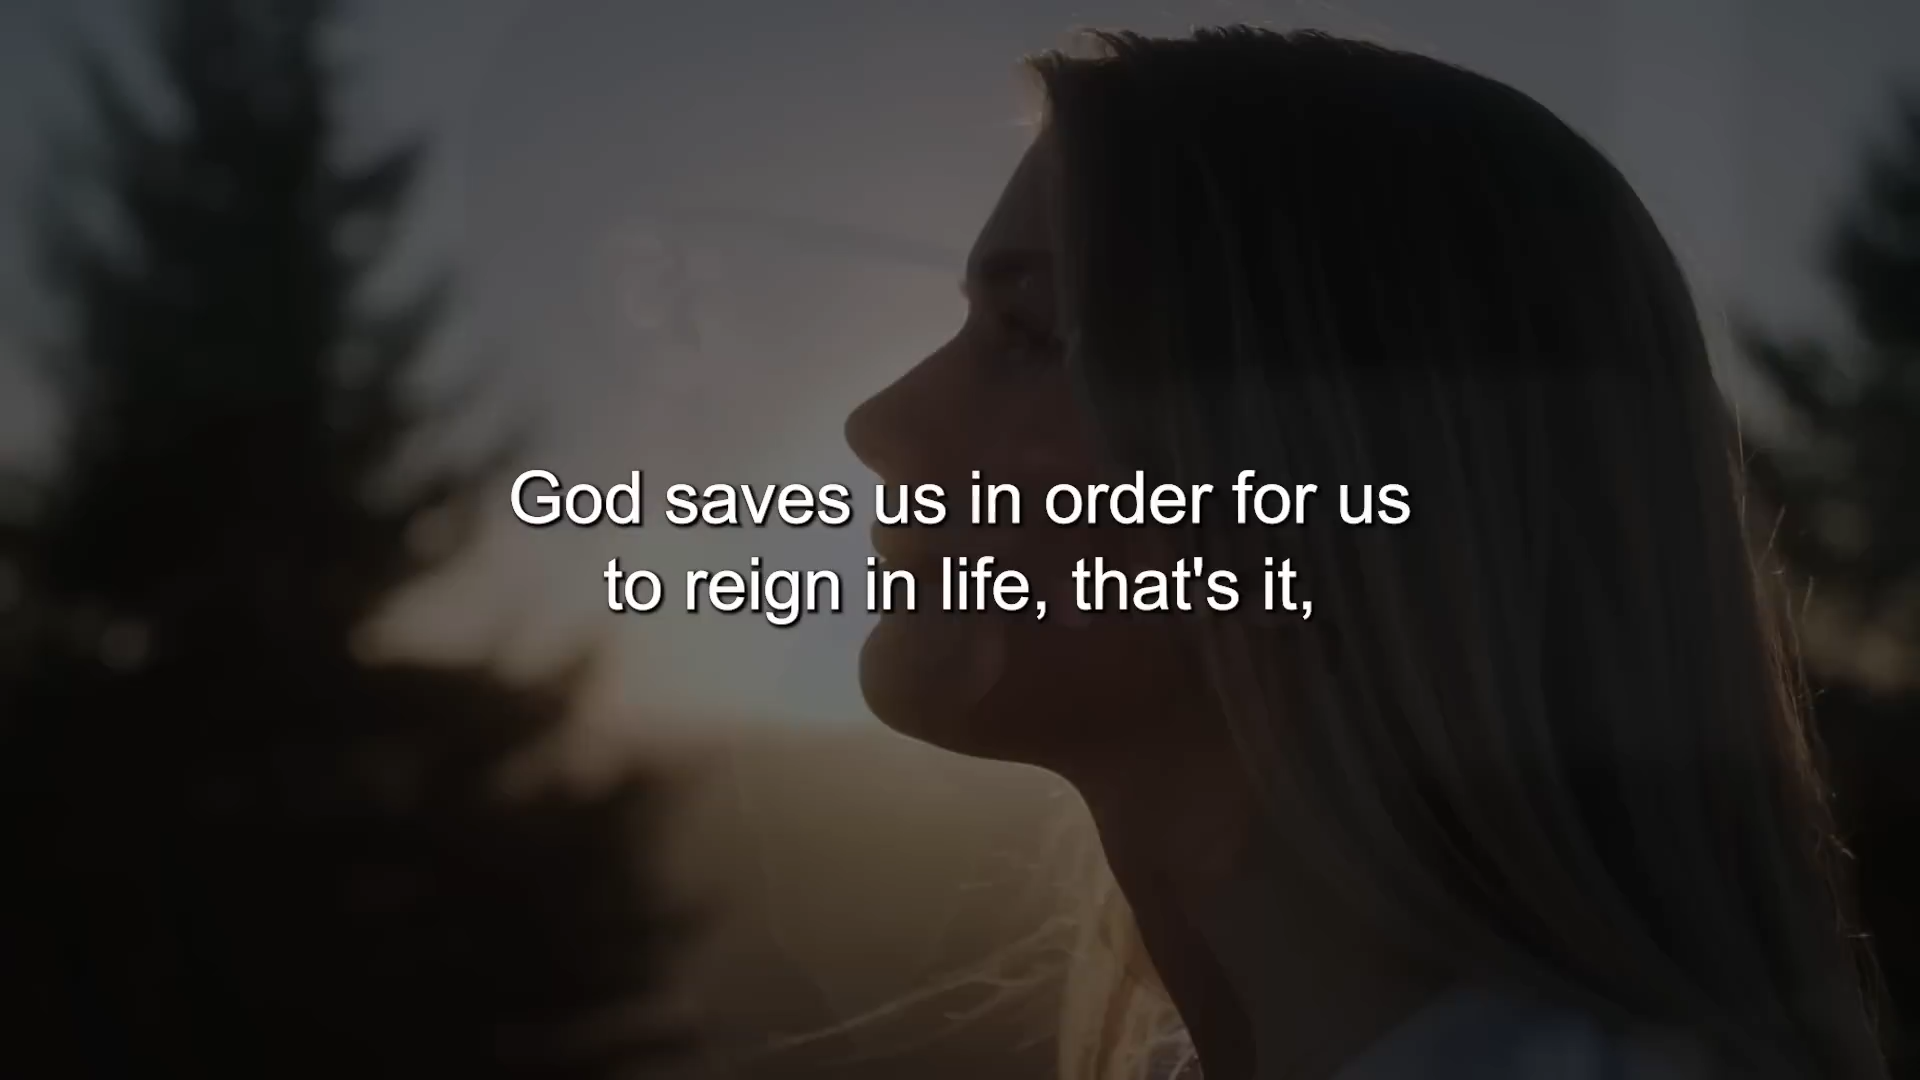 God saves us in order for us
to reign in life, that's it,